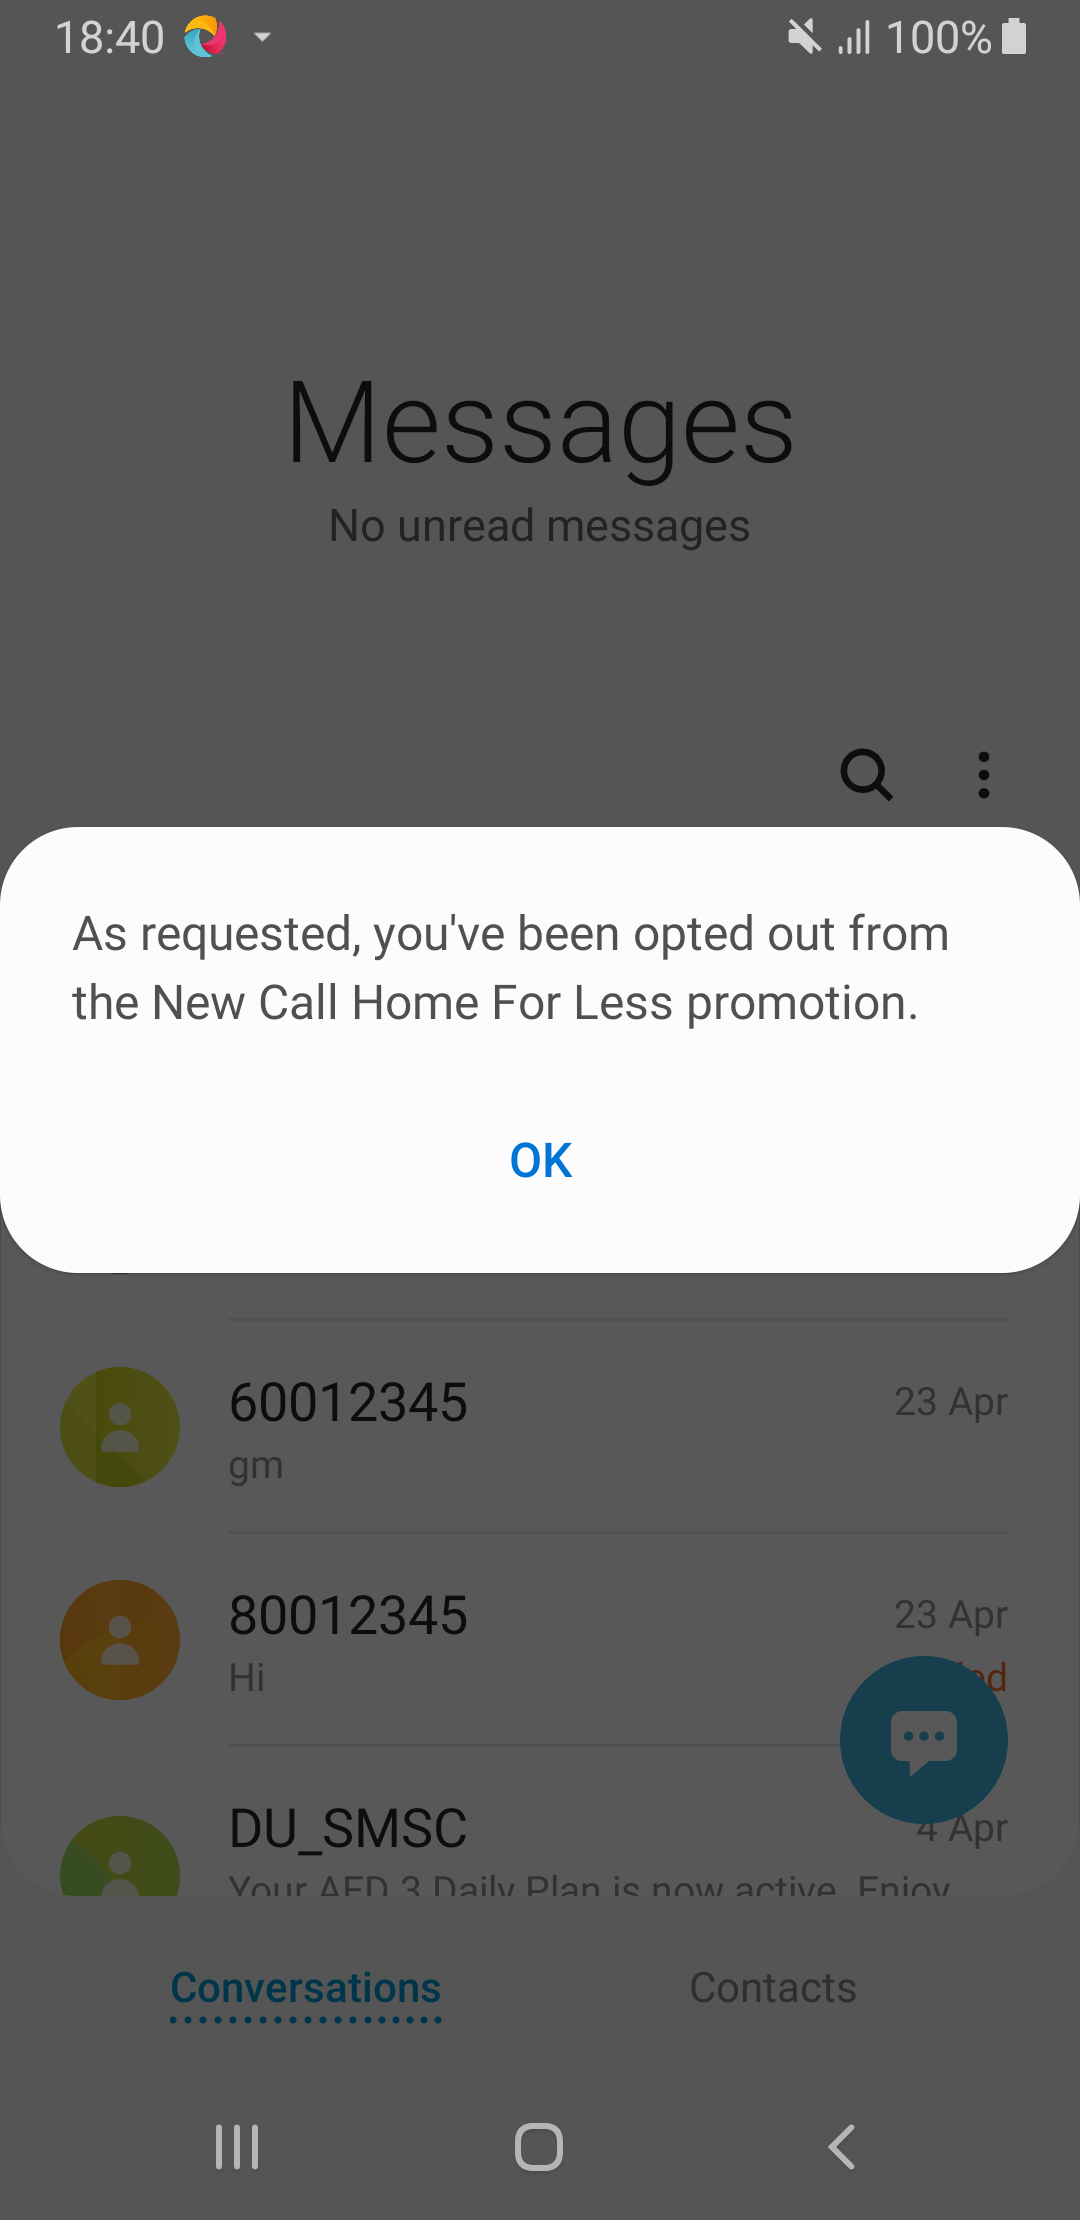 18:40
100%
Messages
No unread messages
As requested, you've been opted out from
the New Call Home For Less promotion.
OK
60012345
23 Apr
gm
80012345
23 Apr
Hi
DU_SMSC
4 Apr
Your AED 3 Daily Plan is now active. Enjoy
Conversations
Contacts